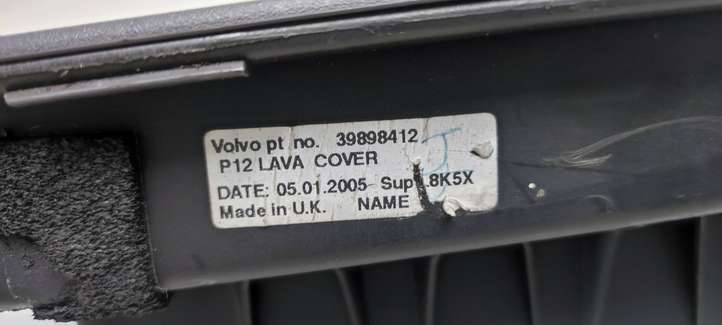 Volvo pt no. 39898412
P12 LAVA COVER
DATE: 05.01.2005 Sup .8K5X
Made in U.K. NAME